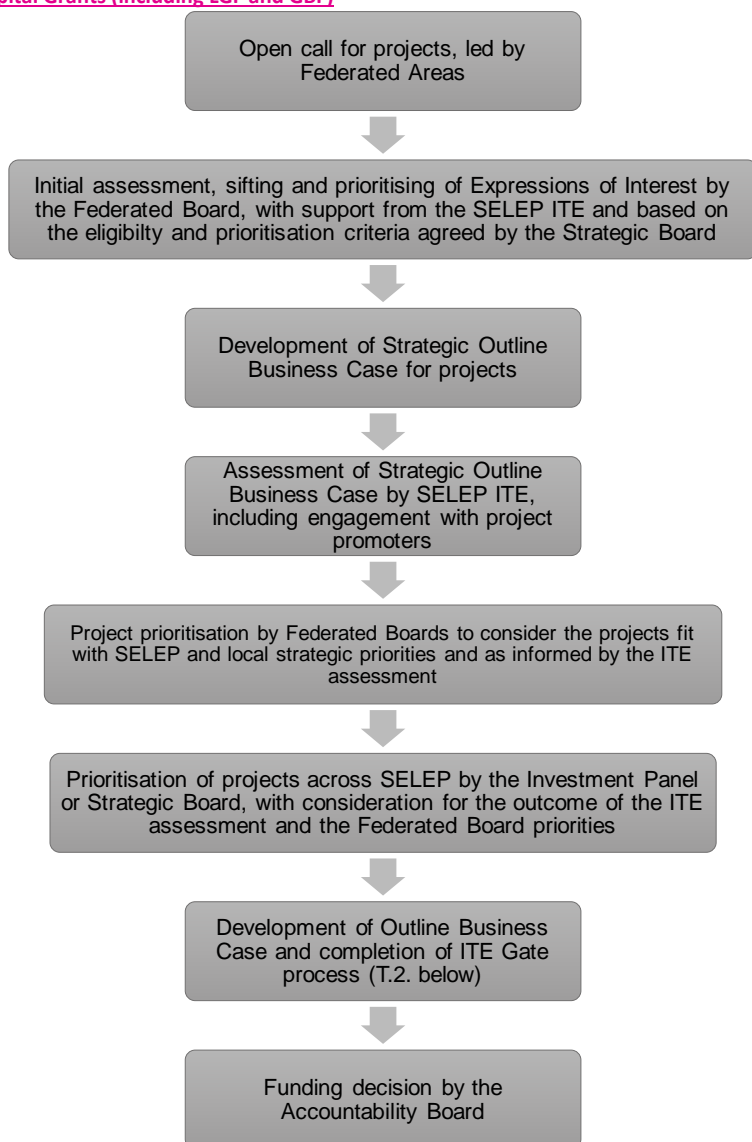 Capital Grants (including LGF and GBF)
Open call for projects, led by
Federated Areas
Initial assessment, sifting and prioritising of Expressions of Interest by
the Federated Board, with support from the SELEP ITE and based on
the eligibilty and prioritisation criteria agreed by the Strategic Board
Development of Strategic Outline
Business Case for projects
Assessment of Strategic Outline
Business Case by SELEP ITE,
including engagement with project
promoters
Project prioritisation by Federated Boards to consider the projects fit
with SELEP and local strategic priorities and as informed by the ITE
assessment
Prioritisation of projects across SELEP by the Investment Panel
or Strategic Board, with consideration for the outcome of the ITE
assessment and the Federated Board priorities
Development of Outline Business
Case and completion of ITE Gate
process (T.2. below)
Funding decision by the
Accountability Board